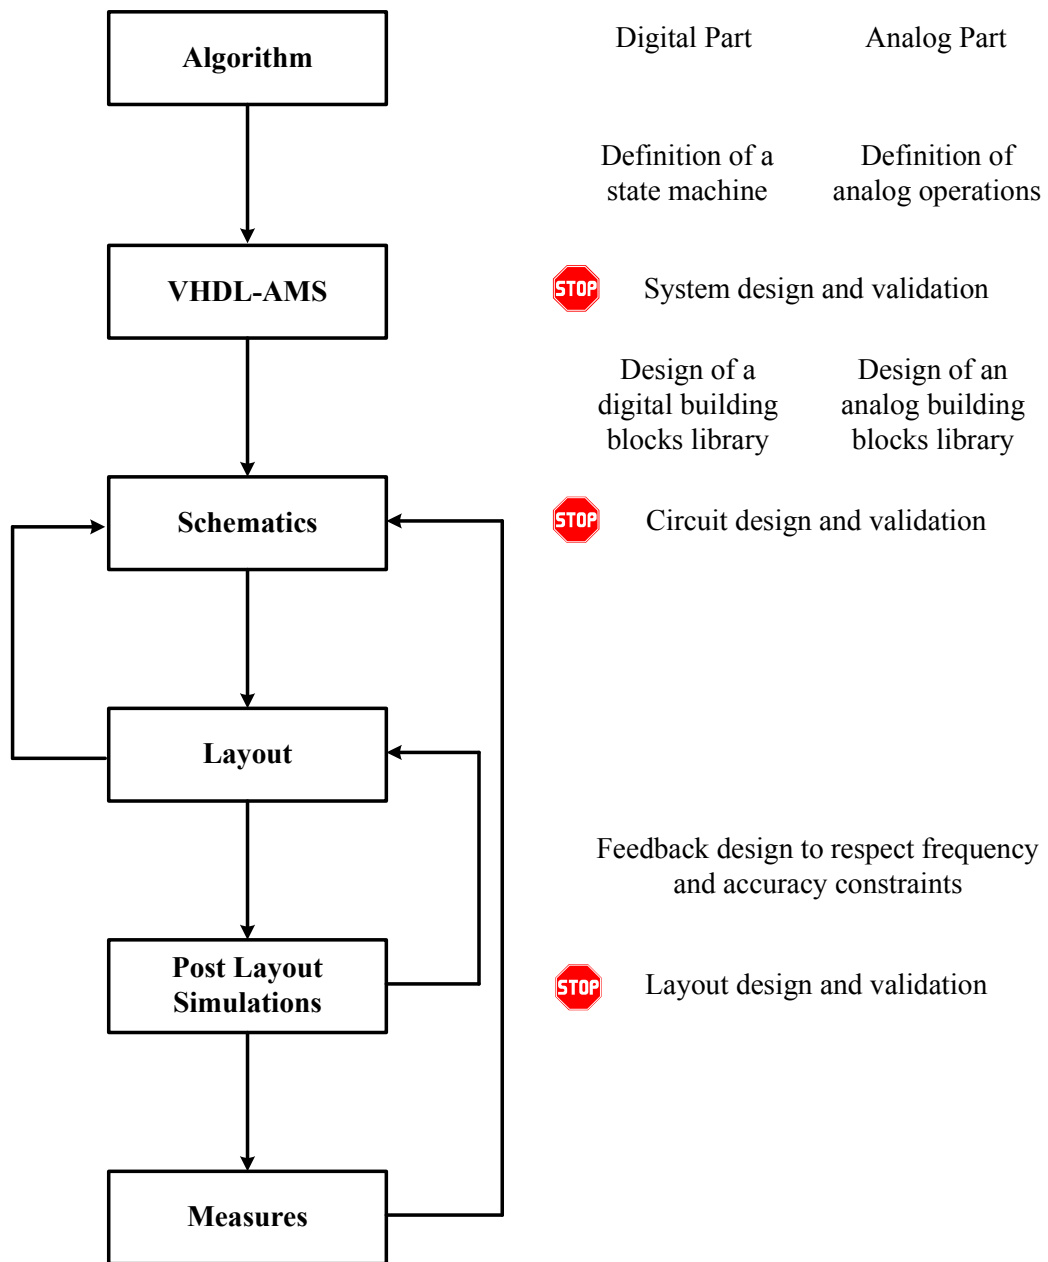 Algorithm
Digital Part
Analog Part
Definition of a
state machine
Definition of
analog operations
VHDL-AMS
STOP
System design and validation
Design of a
digital building
blocks library
Design of an
analog building
blocks library
Schematics
STOP
Circuit design and validation
Layout
Feedback design to respect frequency
and accuracy constraints
Post Layout
Simulations
STOP
Layout design and validation
Measures